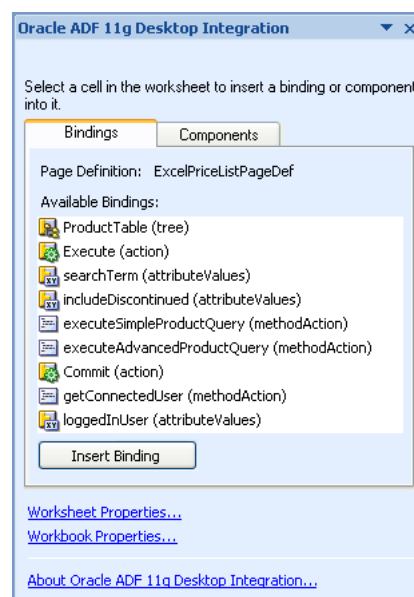 Oracle ADF 11g Desktop Integration
Select a cell in the worksheet to insert a binding or component
into it.
Bindings
Components
Page Definition: ExcelPriceListPageDef
Available Bindings:
ProductTable (tree)
Execute (action)
searchTerm (attributeValues)
includeDiscontinued (attributeValues)
executeSimpleProductQuery (methodAction)
executeAdvancedProductQuery (methodAction)
Commit (action)
getConnectedUser (methodAction)
loggedInUser (attributeValues)
Insert Binding
Worksheet Properties...
Workbook Properties...
About Oracle ADF 11g Desktop Integration...